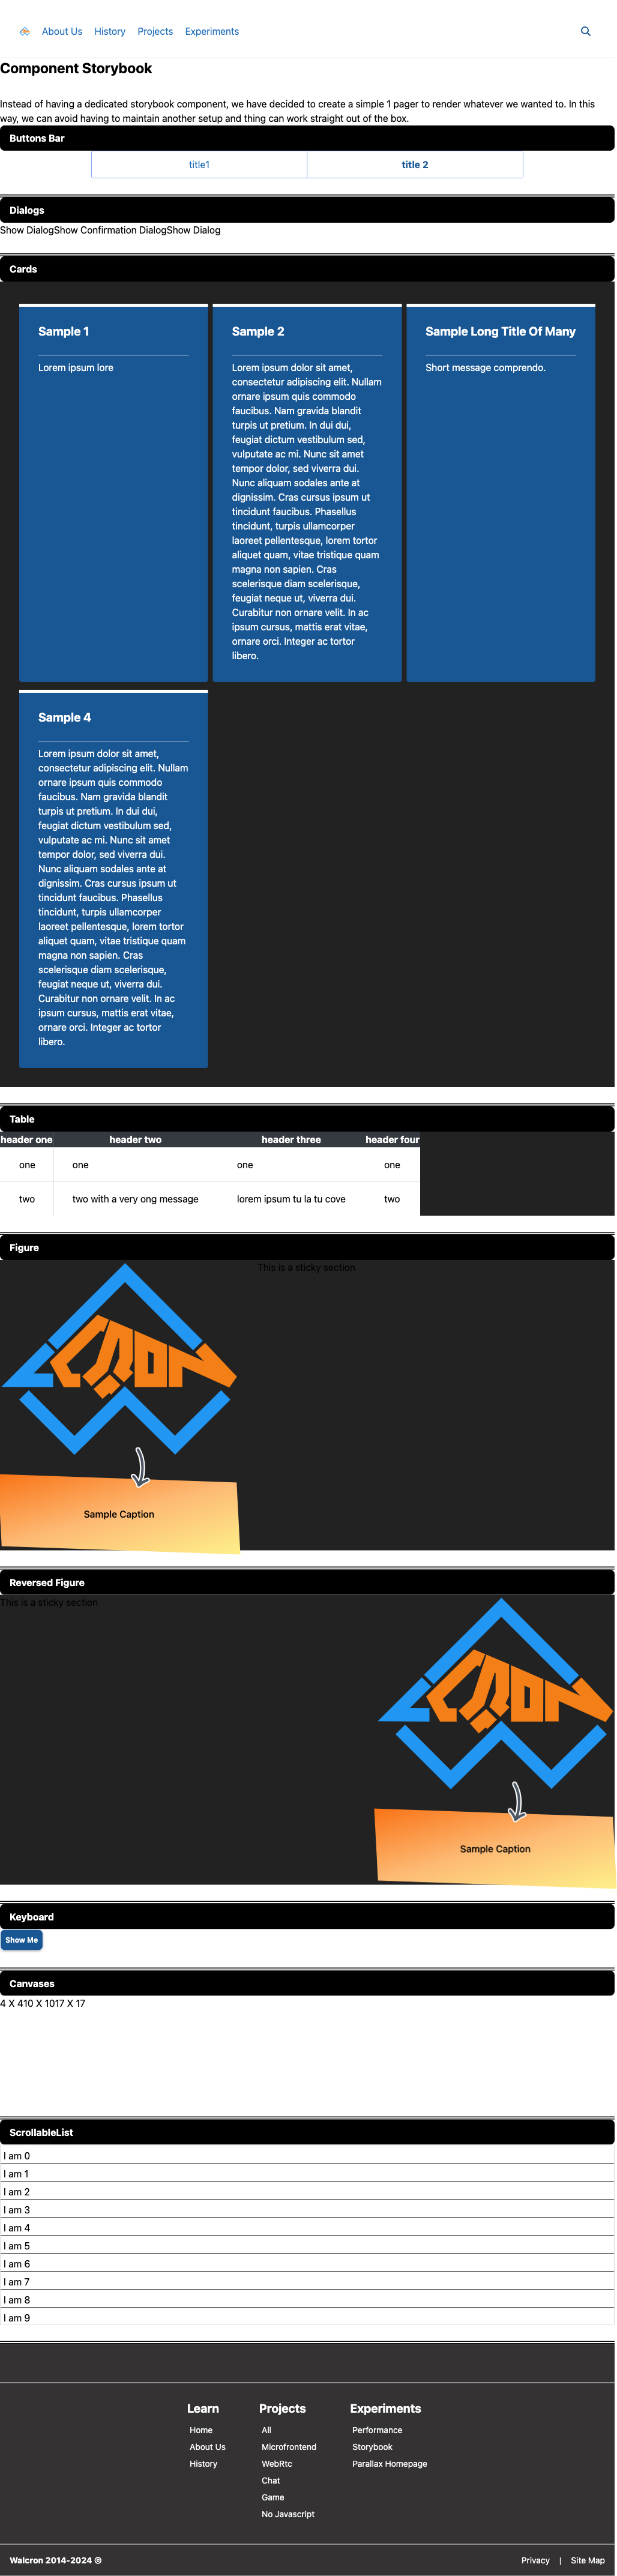 About Us History Projects Experiments
Component Storybook
Instead of having a dedicated storybook component, we have decided to create a simple 1 pager to render whatever we wanted to. In this
way, we can avoid having to maintain another setup and thing can work straight out of the box.
Buttons Bar
title1 title 2
Dialogs
Show DialogShow Confirmation DialogShow Dialog
Cards
Sample 1
Lorem ipsum lore
Sample 2
Lorem ipsum dolor sit amet,
consectetur adipiscing elit. Nullam
ornare ipsum quis commodo
faucibus. Nam gravida blandit
turpis ut pretium. In dui dui,
feugiat dictum vestibulum sed,
vulputate ac mi. Nunc sit amet
tempor dolor, sed viverra dui.
Nunc aliquam sodales ante at
dignissim. Cras cursus ipsum ut
tincidunt faucibus. Phasellus
tincidunt, turpis ullamcorper
laoreet pellentesque, lorem tortor
aliquet quam, vitae tristique quam
magna non sapien. Cras
scelerisque diam scelerisque,
feugiat neque ut, viverra dui.
Curabitur non ornare velit. In ac
ipsum cursus, mattis erat vitae,
ornare orci. Integer ac tortor
libero.
Sample Long Title Of Many
Short message comprendo.
Sample 4
Lorem ipsum dolor sit amet,
consectetur adipiscing elit. Nullam
ornare ipsum quis commodo
faucibus. Nam gravida blandit
turpis ut pretium. In dui dui,
feugiat dictum vestibulum sed,
vulputate ac mi. Nunc sit amet
tempor dolor, sed viverra dui.
Nunc aliquam sodales ante at
dignissim. Cras cursus ipsum ut
tincidunt faucibus. Phasellus
tincidunt, turpis ullamcorper
laoreet pellentesque, lorem tortor
aliquet quam, vitae tristique quam
magna non sapien. Cras
scelerisque diam scelerisque,
feugiat neque ut, viverra dui.
Curabitur non ornare velit. In ac
ipsum cursus, mattis erat vitae,
ornare orci. Integer ac tortor
libero.
Table
header one header two header three header four
one one one one
two two with a very ong message lorem ipsum tu la tu cove two
Figure
This is a sticky section
Sample Caption
Reversed Figure
This is a sticky section
Sample Caption
Keyboard
Show Me
Canvases
4 X 410 X 1017 X 17
ScrollableList
I am 0
I am 1
I am 2
I am 3
I am 4
I am 5
I am 6
I am 7
I am 8
I am 9
Learn
Home
About Us
History
Projects
All
Microfrontend
WebRtc
Chat
Game
No Javascript
Experiments
Performance
Storybook
Parallax Homepage
Walcron 2014-2024 ©
Privacy | Site Map